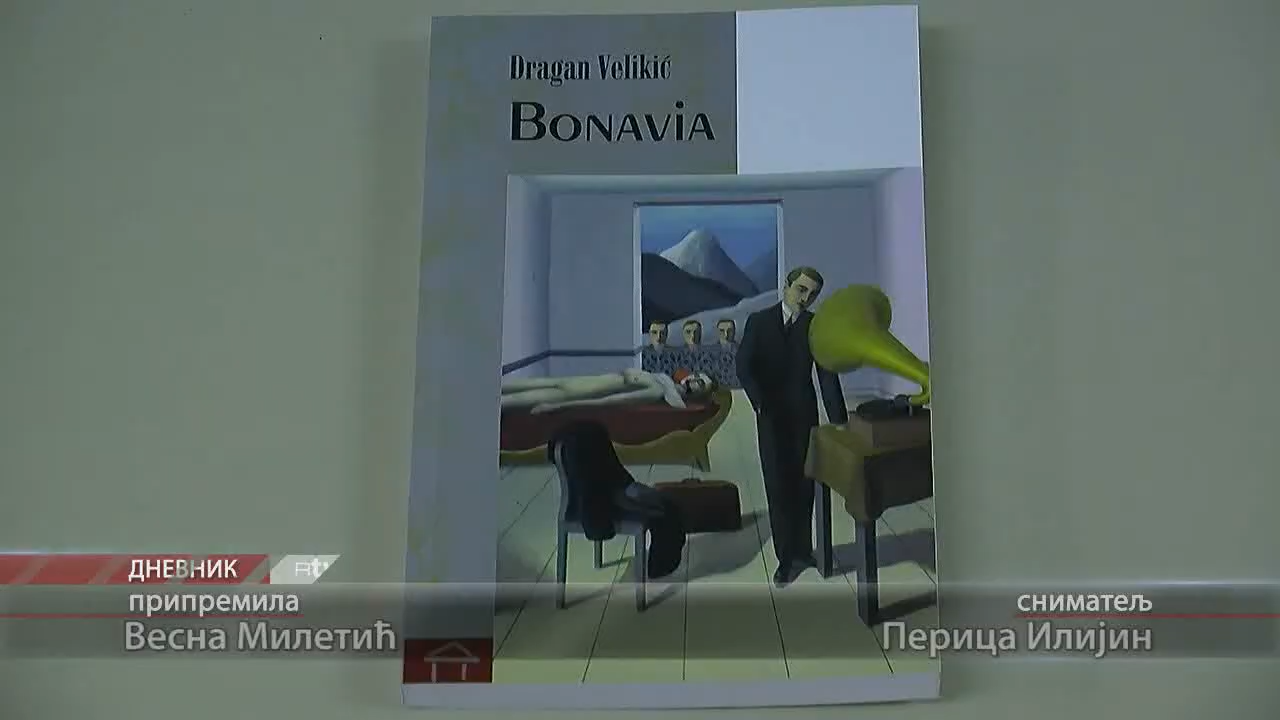 Dragan Velikić
BONAViA
ДНЕВНИК
припремила
Весна Милетић
сниматељ
Перица Илијин